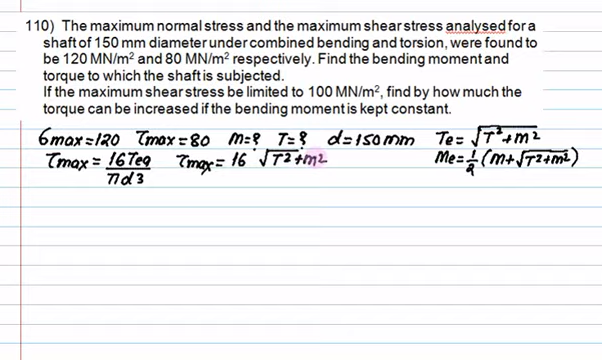 110) The maximum normal stress and the maximum shear stress analysed for a
shaft of 150 mm diameter under combined bending and torsion, were found to
be 120 MN/m² and 80 MN/m² respectively. Find the bending moment and
torque to which the shaft is subjected.
If the maximum shear stress be limited to 100 MN/m², find by how much the
torque can be increased if the bending moment is kept constant.
σmax=120 τmax=80 M=? T=? d=150mm Te=√T²+m²
τmax=16Teq/πd3 τmax=16 √T²+m² Me=1/2(M+√T²+m²)